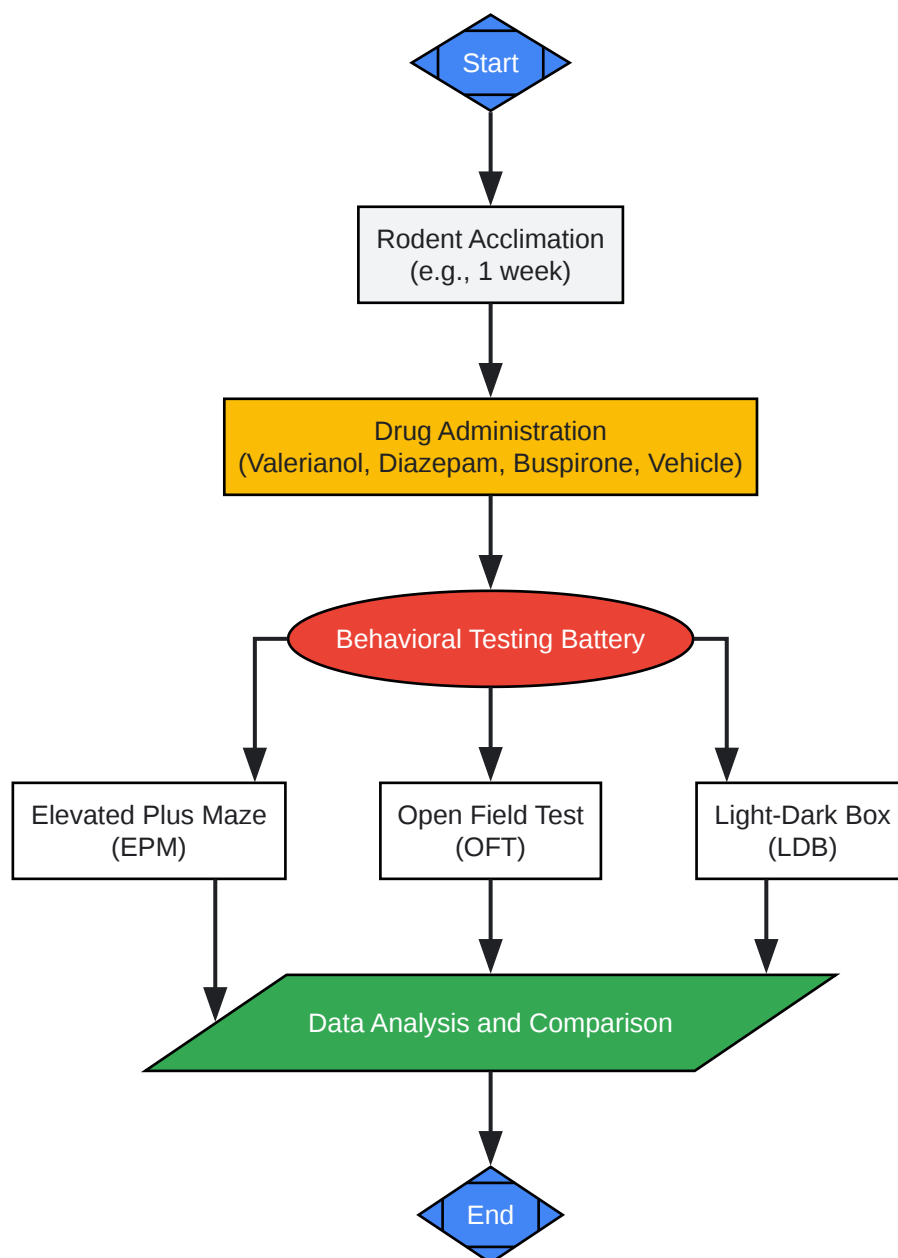 Start
Rodent Acclimation
(e.g., 1 week)
Drug Administration
(Valerianol, Diazepam, Buspirone, Vehicle)
Behavioral Testing Battery
Elevated Plus Maze
(EPM)
Open Field Test
(OFT)
Light-Dark Box
(LDB)
Data Analysis and Comparison
End